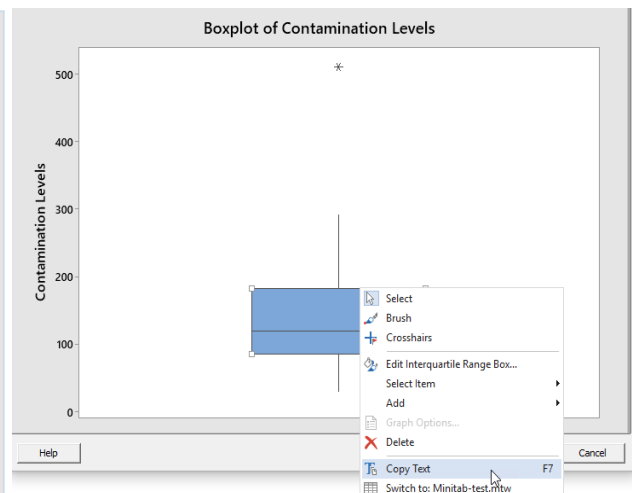 Boxplot of Contamination Levels
500
400
300
200
100
0
Contamination Levels
Select
Brush
Crosshairs
Edit Interquartile Range Box...
Select Item
Add
Graph Options...
Delete
Copy Text F7
Switch to: Minitab-test.mtw
Help
Cancel